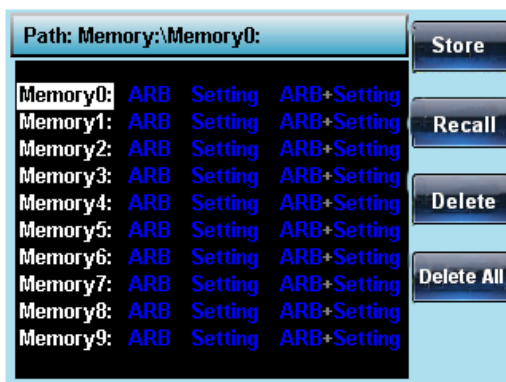 Path: Memory:\Memory0:
Store
Memory0: ARB Setting ARB+Setting
Memory1: ARB Setting ARB+Setting
Recall
Memory2: ARB Setting ARB+Setting
Memory3: ARB Setting ARB+Setting
Memory4: ARB Setting ARB+Setting
Delete
Memory5: ARB Setting ARB+Setting
Memory6: ARB Setting ARB+Setting
Memory7: ARB Setting ARB+Setting
Delete All
Memory8: ARB Setting ARB+Setting
Memory9: ARB Setting ARB+Setting